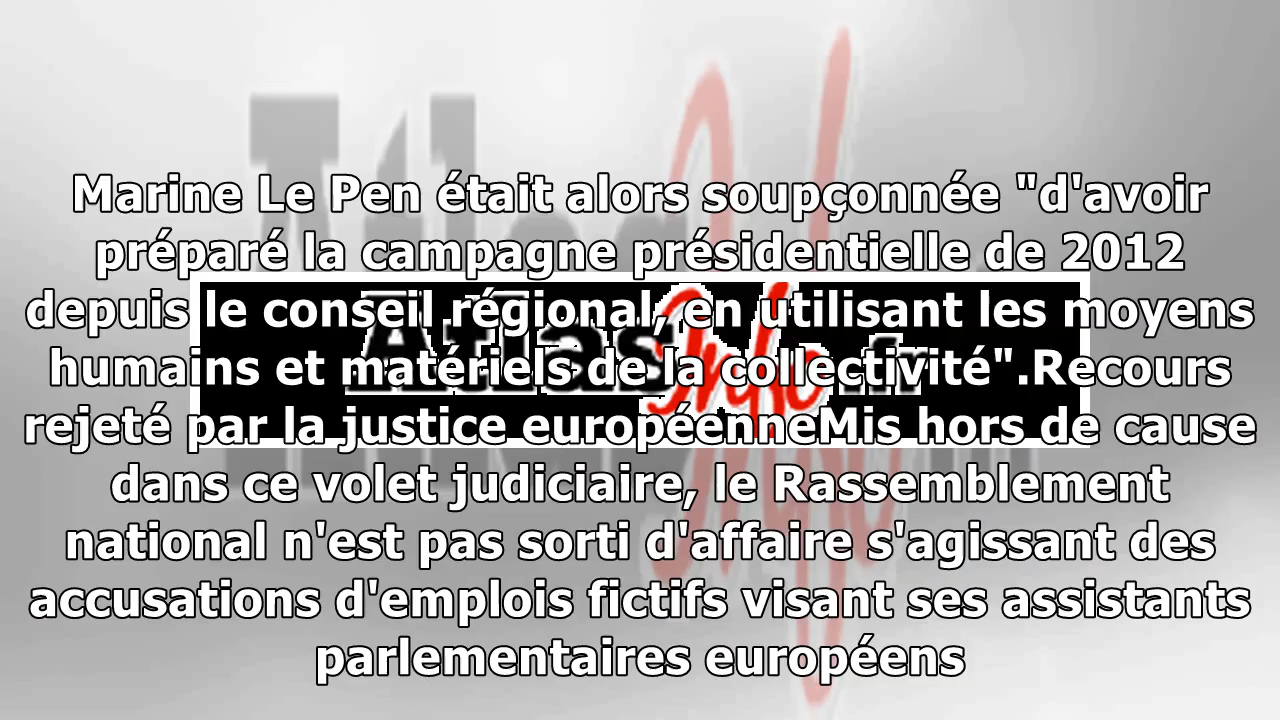 Marine Le Pen était alors soupçonnée "d'avoir
préparé la campagne présidentielle de 2012
depuis le conseil régional, en utilisant les moyens
humains et matériels de la collectivité".Recours
rejeté par la justice européenneMis hors de cause
dans ce volet judiciaire, le Rassemblement
national n'est pas sorti d'affaire s'agissant des
accusations d'emplois fictifs visant ses assistants
parlementaires européens
AtlasInfo.fr